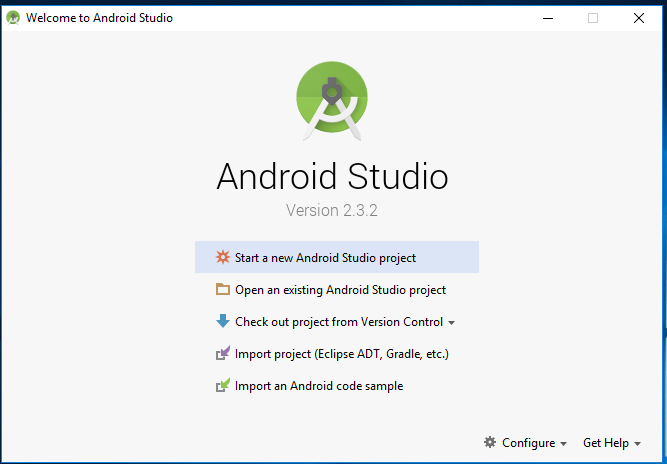 Welcome to Android Studio
Android Studio
Version 2.3.2
Start a new Android Studio project
Open an existing Android Studio project
Check out project from Version Control
Import project (Eclipse ADT, Gradle, etc.)
Import an Android code sample
Configure Get Help